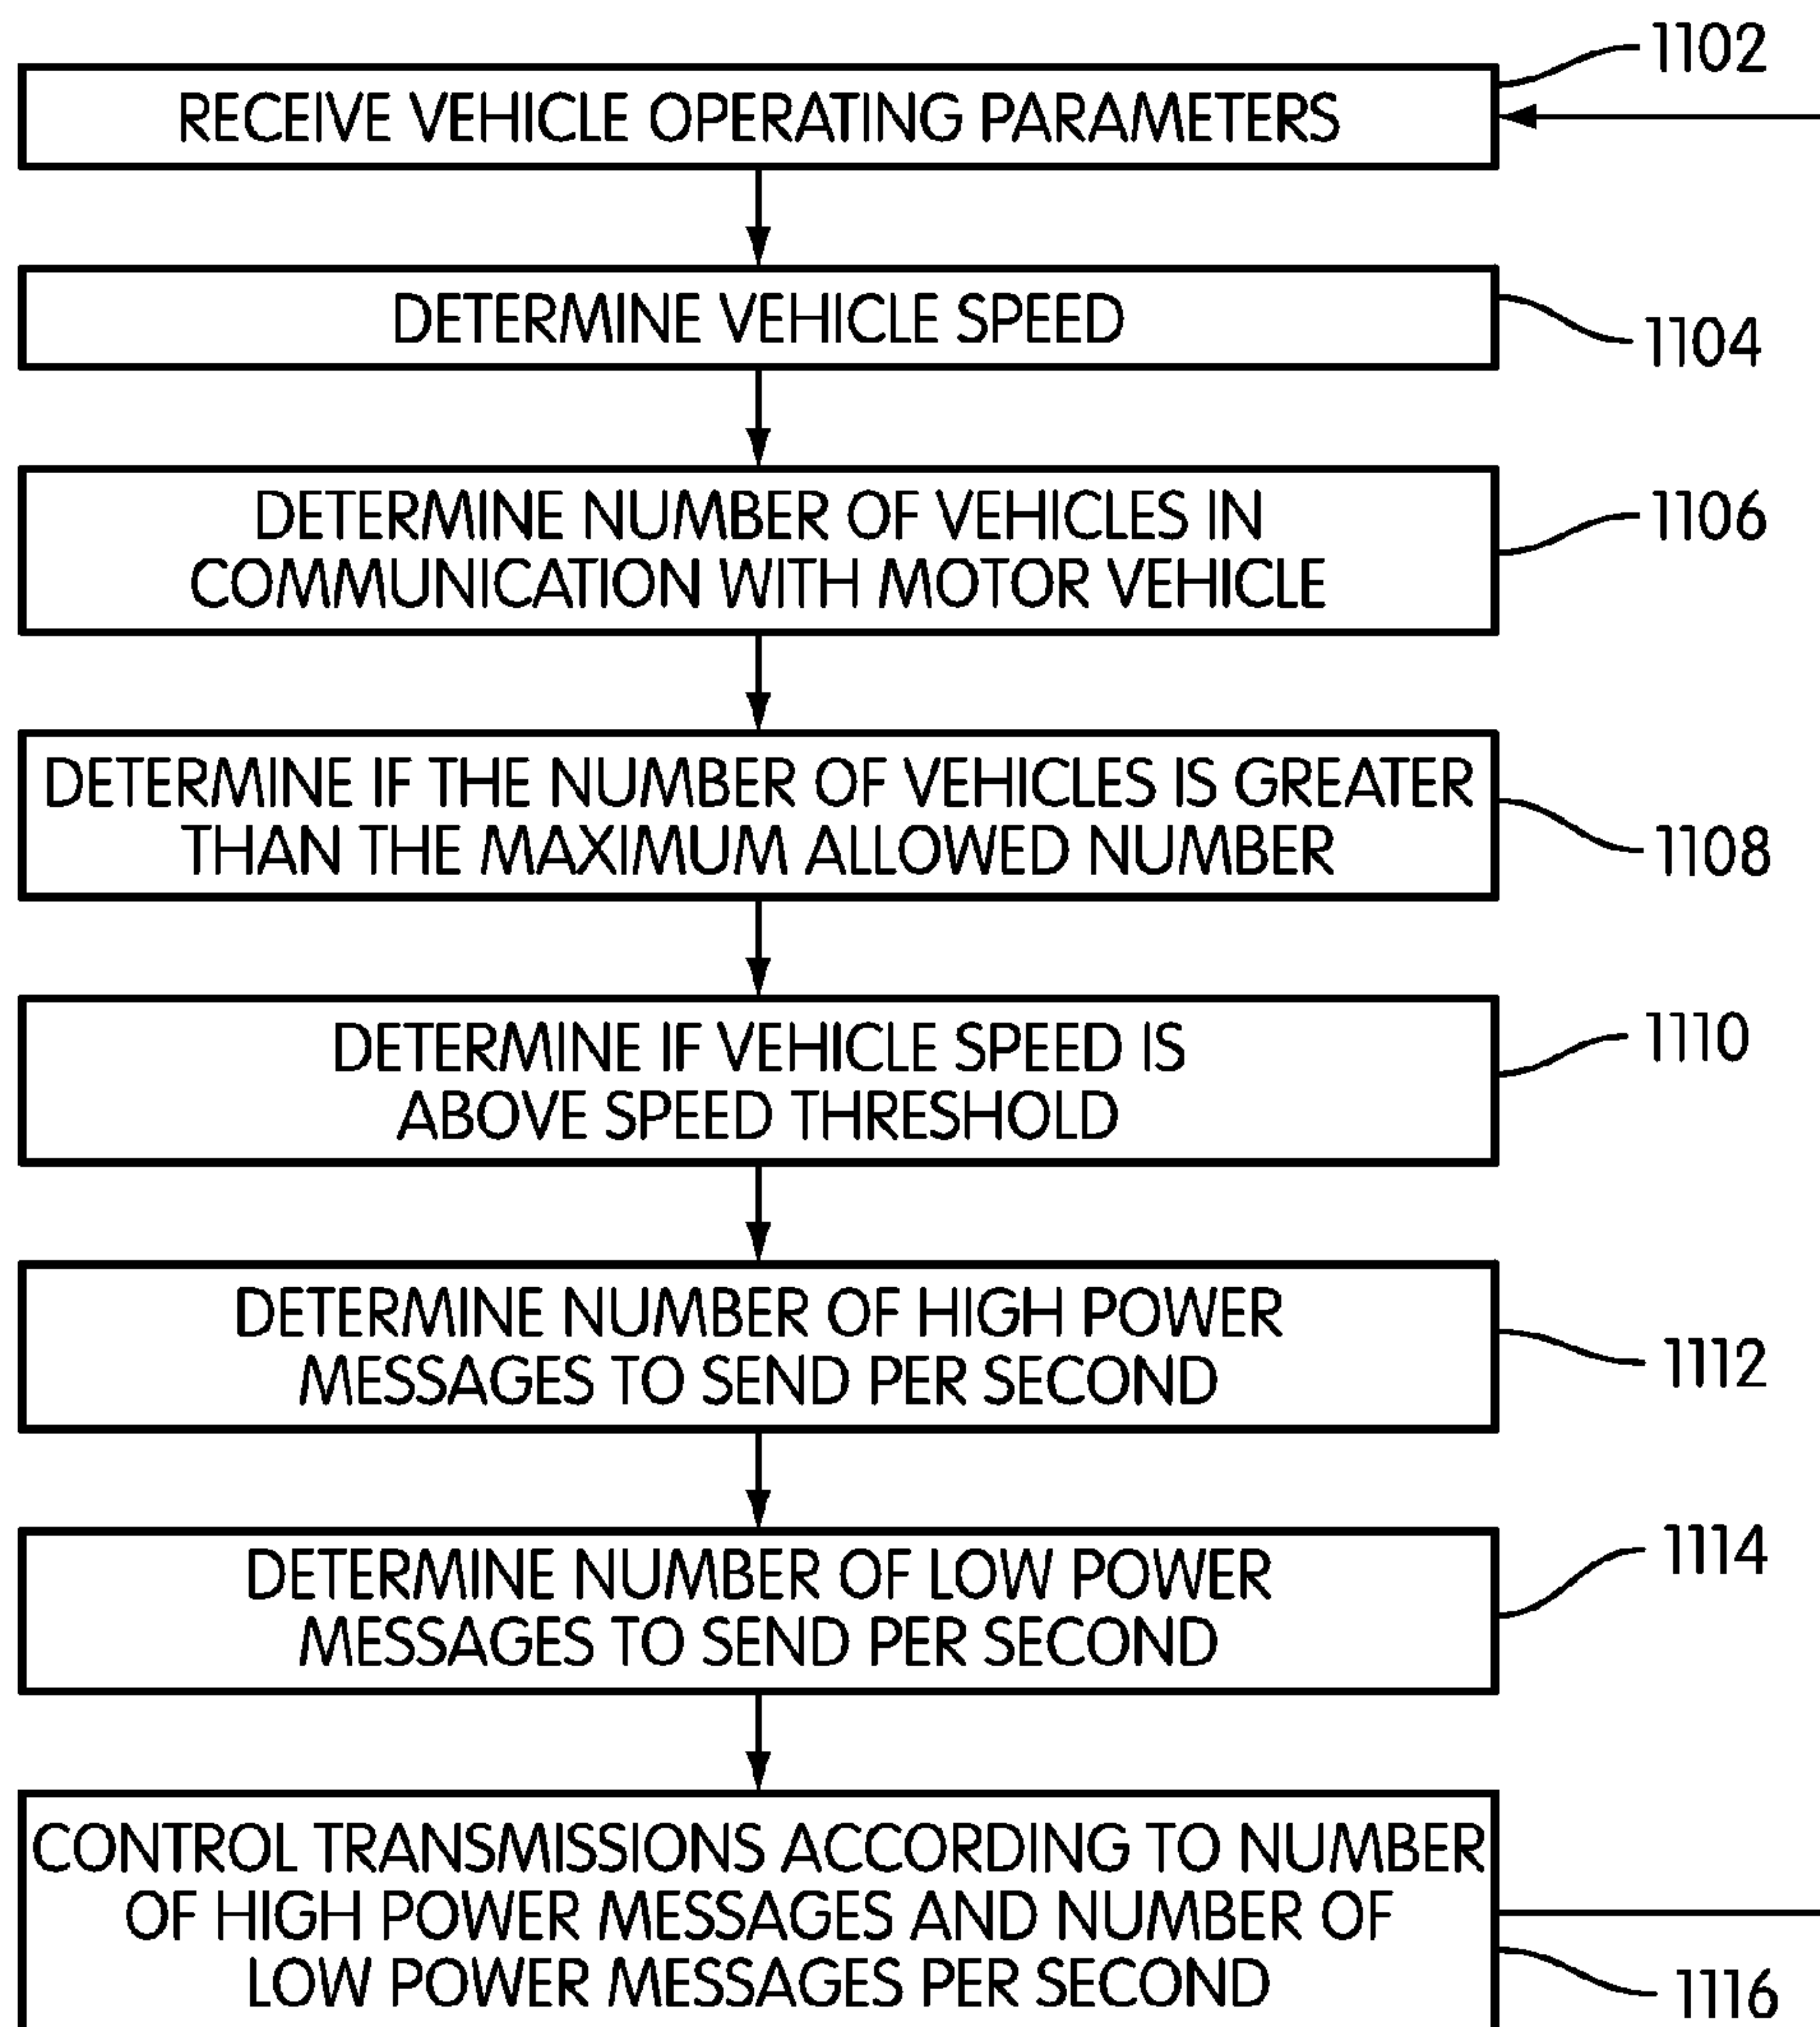 1102
RECEIVE VEHICLE OPERATING PARAMETERS
DETERMINE VEHICLE SPEED
1104
DETERMINE NUMBER OF VEHICLES IN
COMMUNICATION WITH MOTOR VEHICLE
1106
DETERMINE IF THE NUMBER OF VEHICLES IS GREATER
THAN THE MAXIMUM ALLOWED NUMBER
1108
DETERMINE IF VEHICLE SPEED IS
ABOVE SPEED THRESHOLD
1110
DETERMINE NUMBER OF HIGH POWER
MESSAGES TO SEND PER SECOND
1112
DETERMINE NUMBER OF LOW POWER
MESSAGES TO SEND PER SECOND
1114
CONTROL TRANSMISSIONS ACCORDING TO NUMBER
OF HIGH POWER MESSAGES AND NUMBER OF
LOW POWER MESSAGES PER SECOND
1116